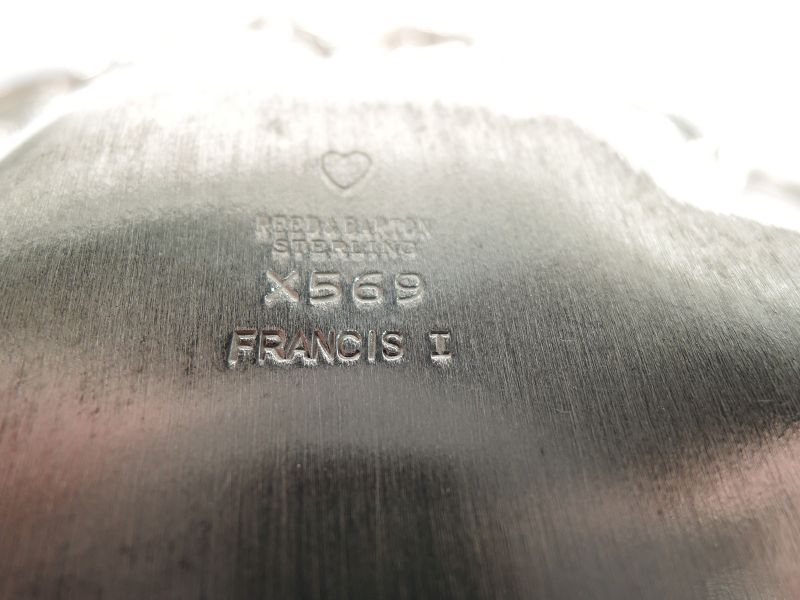 REED & BARTON
STERLING
X569
FRANCIS I